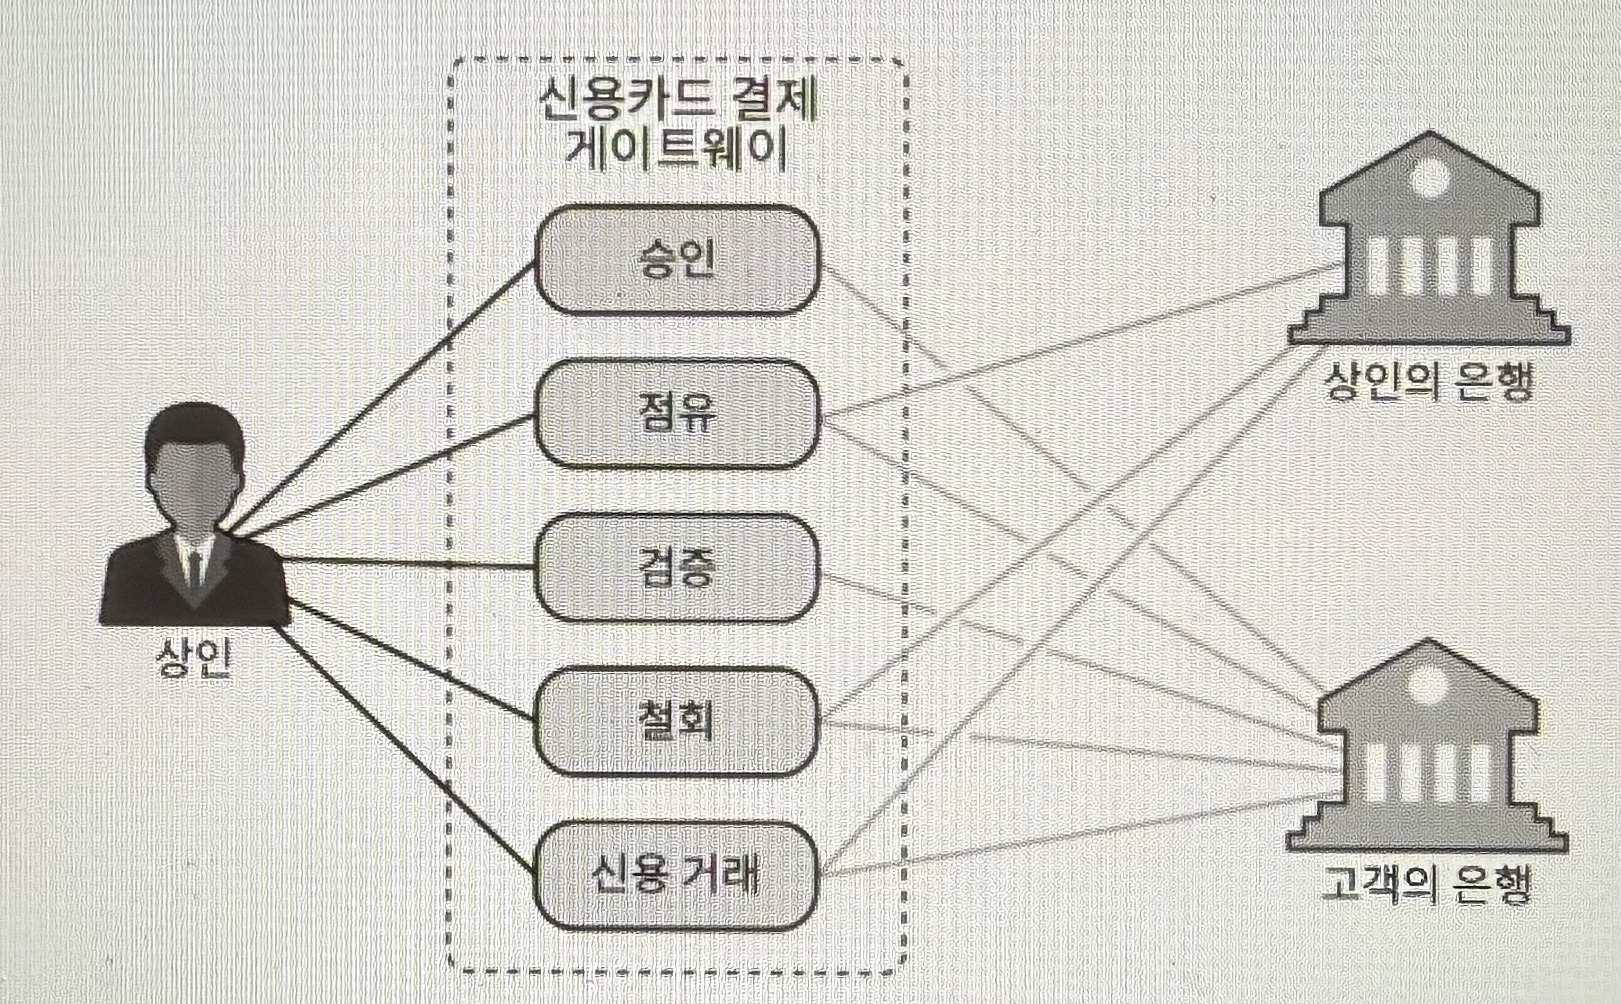 신용카드 결제
게이트웨이
승인
점유
검증
철회
신용 거래
상인
상인의 은행
고객의 은행